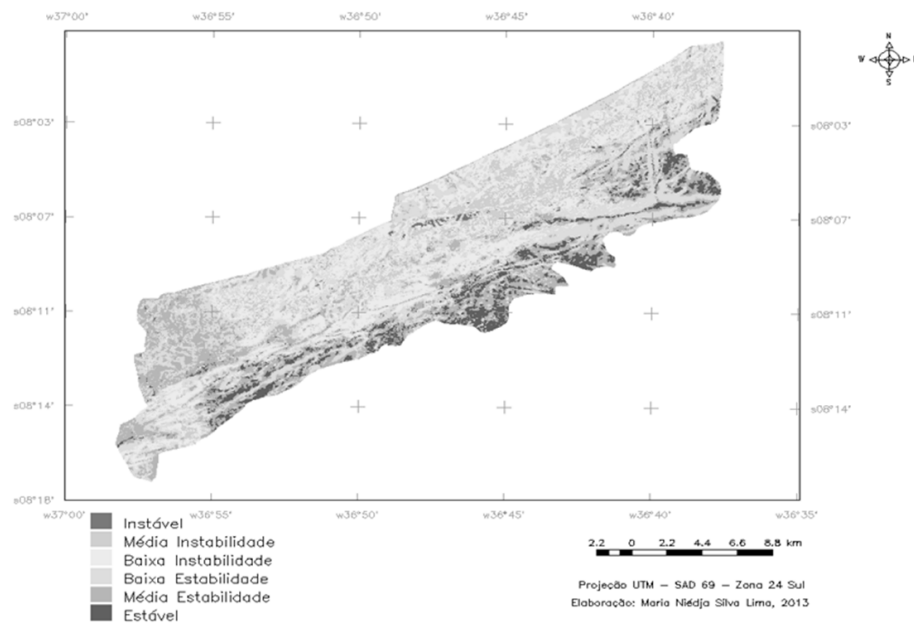 w37°00' w36°55' w36°50' w36°45' w36°40'
N
W
S
s08°03' s08°03'
s08°07' s08°07'
s08°11' s08°11'
s08°14' s08°14'
s08°18'
w37°00' w36°55' w36°50' w36°45' w36°40' w36°35'
Instável
Média Instabilidade
Baixa Instabilidade
Baixa Estabilidade
Média Estabilidade
Estável
2.2 0 2.2 4.4 6.6 8.8 km
Projeção UTM – SAD 69 – Zona 24 Sul
Elaboração: Maria Niédja Silva Lima, 2013